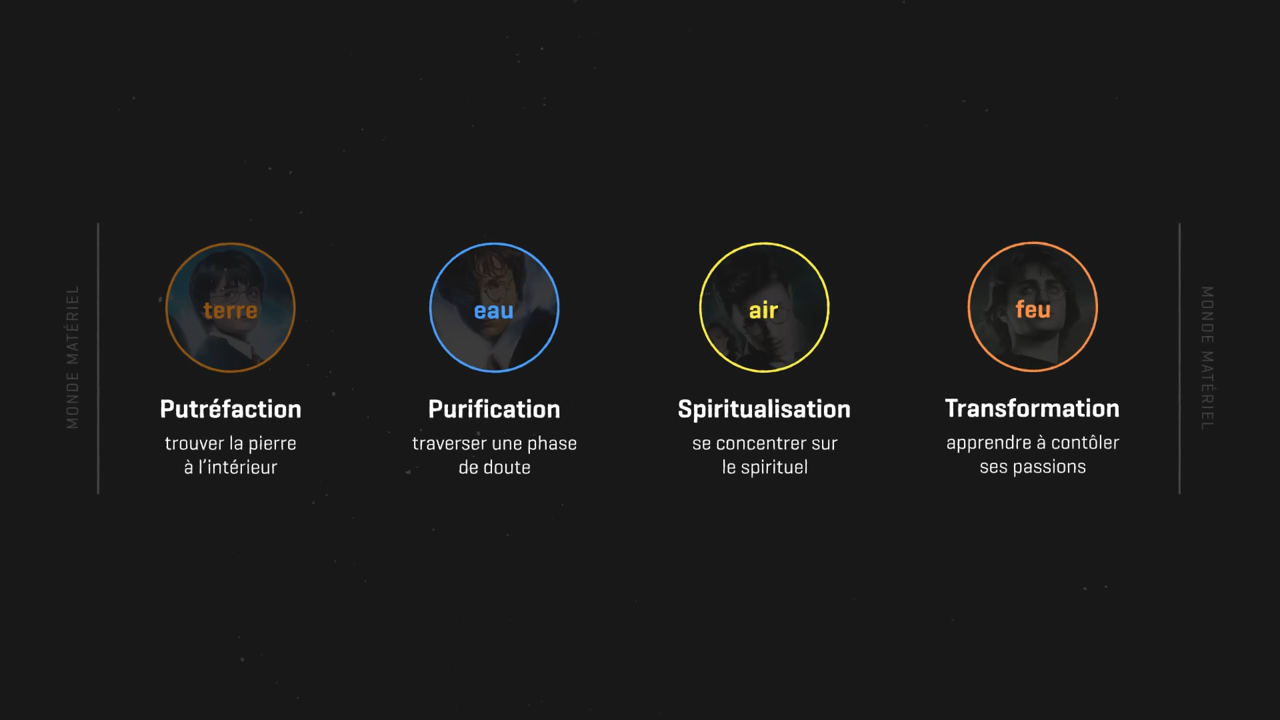 MONDE MATÉRIEL
terre
Putréfaction
trouver la pierre
à l'intérieur
eau
Purification
traverser une phase
de doute
air
Spiritualisation
se concentrer sur
le spirituel
feu
Transformation
apprendre à contôler
ses passions
MONDE MATÉRIEL